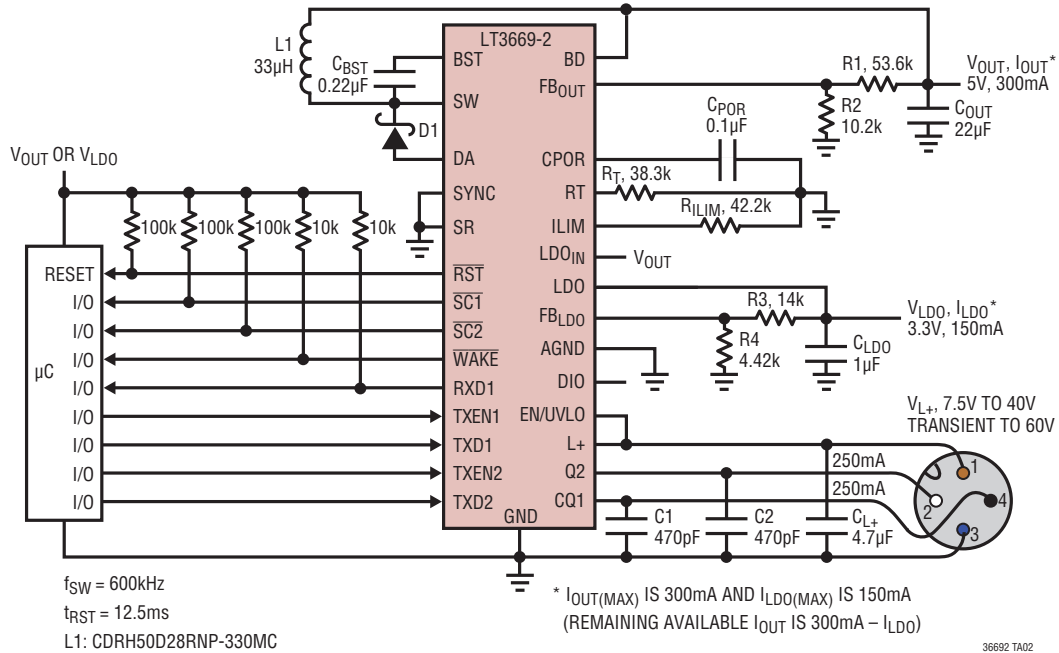 LT3669-2
L1
33µH
CBST
0.22µF
D1
BST
SW
DA
SYNC
SR
RST
SC1
SC2
WAKE
RXD1
TXEN1
TXD1
TXEN2
TXD2
GND
BD
FBOUT
CPOR
RT
ILIM
LDOIN
LDO
FBLDO
AGND
DIO
EN/UVLO
L+
Q2
CQ1
R1, 53.6k
VOUT, IOUT*
5V, 300mA
R2
10.2k
COUT
22µF
CPOR
0.1µF
RT, 38.3k
RILIM, 42.2k
VOUT
R3, 14k
VLDO, ILDO*
3.3V, 150mA
R4
4.42k
CLDO
1µF
VL+, 7.5V TO 40V
TRANSIENT TO 60V
250mA
250mA
1
2
4
3
C1
470pF
C2
470pF
CL+
4.7µF
VOUT OR VLDO
100k
100k
100k
10k
10k
µC
RESET
I/O
I/O
I/O
I/O
I/O
I/O
I/O
I/O
fSW = 600kHz
tRST = 12.5ms
L1: CDRH50D28RNP-330MC
* IOUT(MAX) IS 300mA AND ILDO(MAX) IS 150mA
(REMAINING AVAILABLE IOUT IS 300mA – ILDO)
36692 TA02